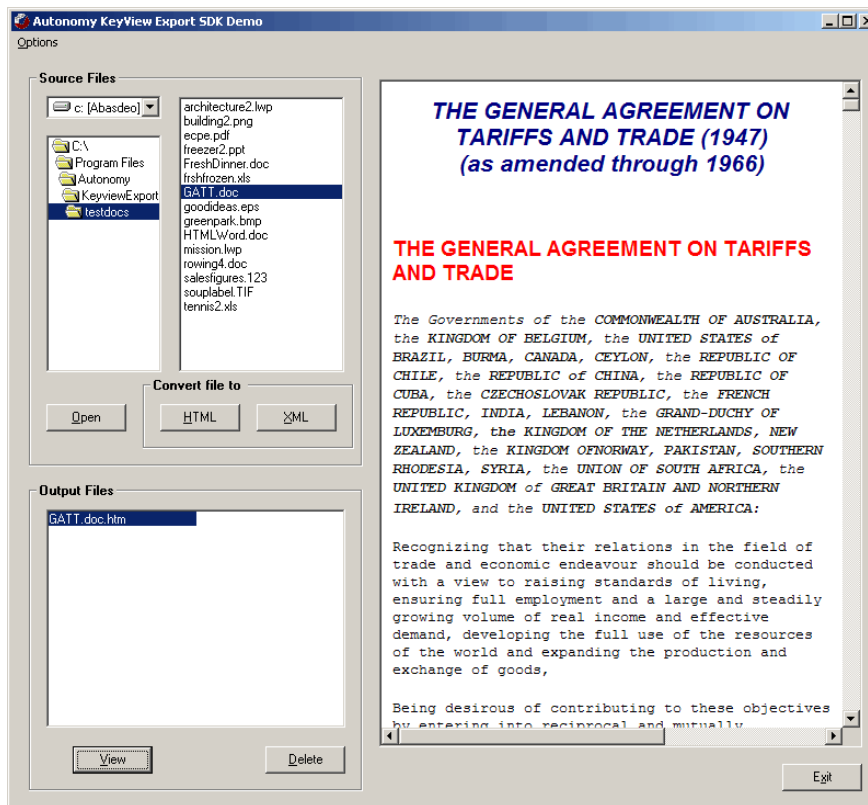 Autonomy KeyView Export SDK Demo
Options
Source Files
c: [Abasdeo]
C:\
Program Files
Autonomy
KeyviewExport
testdocs
architecture2.lwp
building2.png
ecpe.pdf
freezer2.ppt
FreshDinner.doc
frshfrozen.xls
GATT.doc
goodideas.eps
greenpark.bmp
HTMLWord.doc
mission.lwp
rowing4.doc
salesfigures.123
souplabel.TIF
tennis2.xls
Open
Convert file to
HTML
XML
Output Files
GATT.doc.htm
View
Delete
THE GENERAL AGREEMENT ON
TARIFFS AND TRADE (1947)
(as amended through 1966)
THE GENERAL AGREEMENT ON TARIFFS
AND TRADE
The Governments of the COMMONWEALTH OF AUSTRALIA,
the KINGDOM OF BELGIUM, the UNITED STATES of
BRAZIL, BURMA, CANADA, CEYLON, the REPUBLIC OF
CHILE, the REPUBLIC of CHINA, the REPUBLIC OF
CUBA, the CZECHOSLOVAK REPUBLIC, the FRENCH
REPUBLIC, INDIA, LEBANON, the GRAND-DUCHY OF
LUXEMBURG, the KINGDOM OF THE NETHERLANDS, NEW
ZEALAND, the KINGDOM OFNORWAY, PAKISTAN, SOUTHERN
RHODESIA, SYRIA, the UNION OF SOUTH AFRICA, the
UNITED KINGDOM of GREAT BRITAIN AND NORTHERN
IRELAND, and the UNITED STATES of AMERICA:
Recognizing that their relations in the field of
trade and economic endeavour should be conducted
with a view to raising standards of living,
ensuring full employment and a large and steadily
growing volume of real income and effective
demand, developing the full use of the resources
of the world and expanding the production and
exchange of goods,
Being desirous of contributing to these objectives
by entering into reciprocal and mutually
Exit